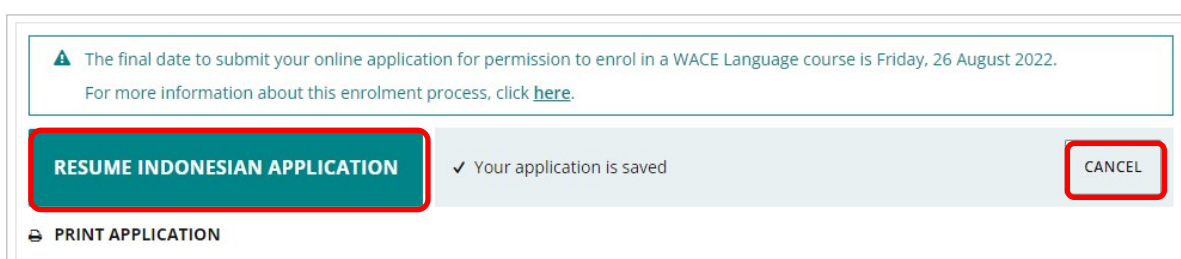 The final date to submit your online application for permission to enrol in a WACE Language course is Friday, 26 August 2022.
For more information about this enrolment process, click here.
RESUME INDONESIAN APPLICATION
✓ Your application is saved
CANCEL
PRINT APPLICATION